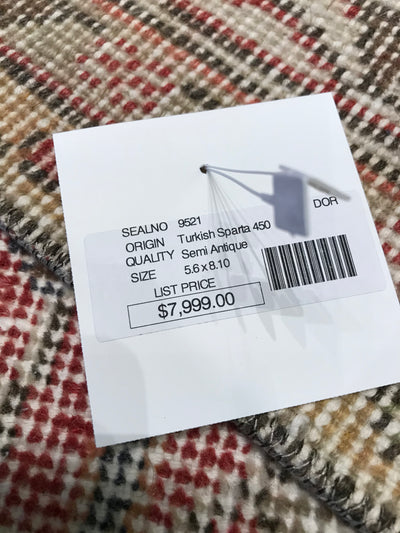 DOR
SEALNO 9521
ORIGIN Turkish Sparta 450
QUALITY Semi Antique
SIZE 5.6 x 8.10
LIST PRICE
$7,999.00